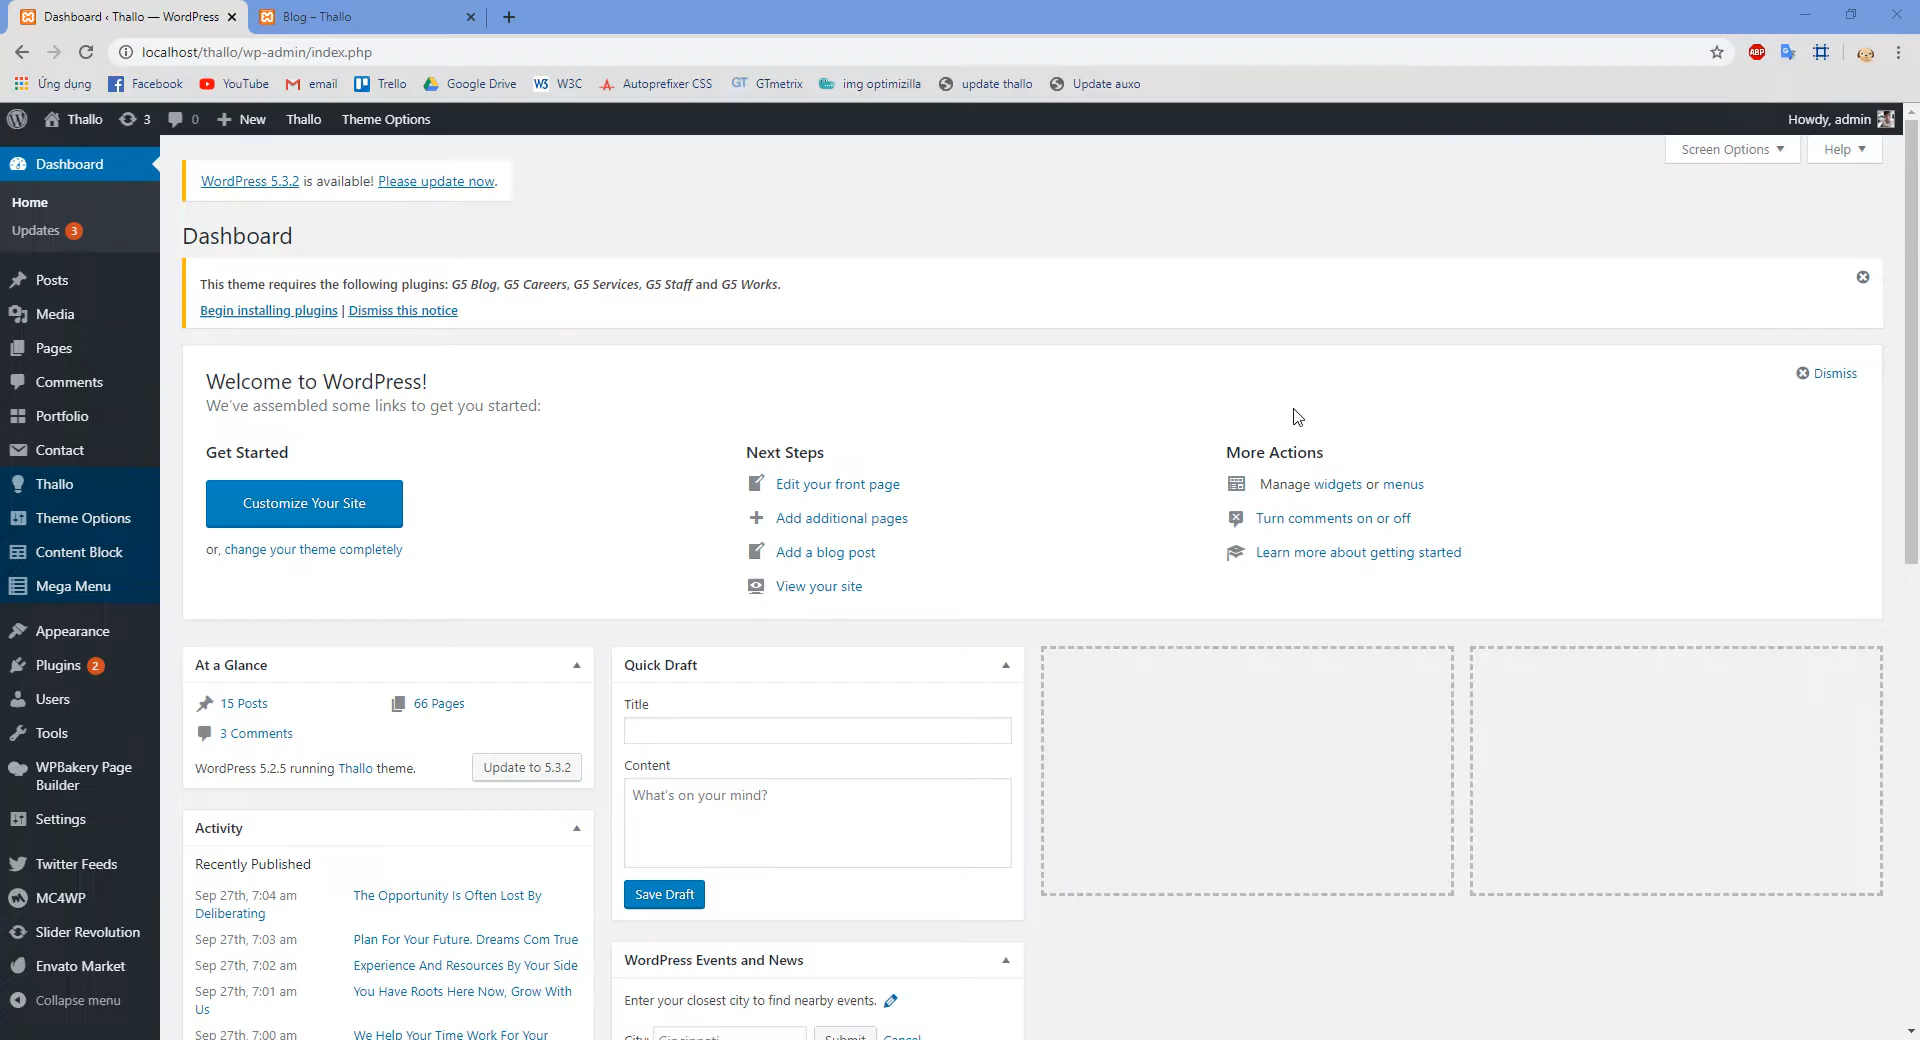 Dashboard ‹ Thallo — WordPress
Blog – Thallo
localhost/thallo/wp-admin/index.php
ABP
Ứng dụng
Facebook
YouTube
email
Trello
Google Drive
W3C
Autoprefixer CSS
GT
GTmetrix
img optimizilla
update thallo
Update auxo
Thallo
3
0
New
Thallo
Theme Options
Howdy, admin
Screen Options
Help
Dashboard
Home
Updates 3
Posts
Media
Pages
Comments
Portfolio
Contact
Thallo
Theme Options
Content Block
Mega Menu
Appearance
Plugins 2
Users
Tools
WPBakery Page
Builder
Settings
Twitter Feeds
MC4WP
Slider Revolution
Envato Market
Collapse menu
WordPress 5.3.2 is available! Please update now.
Dashboard
This theme requires the following plugins: G5 Blog, G5 Careers, G5 Services, G5 Staff and G5 Works.
Begin installing plugins | Dismiss this notice
Welcome to WordPress!
We've assembled some links to get you started:
Dismiss
Get Started
Customize Your Site
or, change your theme completely
Next Steps
Edit your front page
Add additional pages
Add a blog post
View your site
More Actions
Manage widgets or menus
Turn comments on or off
Learn more about getting started
At a Glance
15 Posts
66 Pages
3 Comments
WordPress 5.2.5 running Thallo theme.
Update to 5.3.2
Activity
Recently Published
Sep 27th, 7:04 am The Opportunity Is Often Lost By
Deliberating
Sep 27th, 7:03 am Plan For Your Future. Dreams Com True
Sep 27th, 7:02 am Experience And Resources By Your Side
Sep 27th, 7:01 am You Have Roots Here Now, Grow With
Us
Sep 27th, 7:00 am We Help Your Time Work For Your
Quick Draft
Title
Content
What's on your mind?
Save Draft
WordPress Events and News
Enter your closest city to find nearby events.
City: Cincinnati Submit Cancel